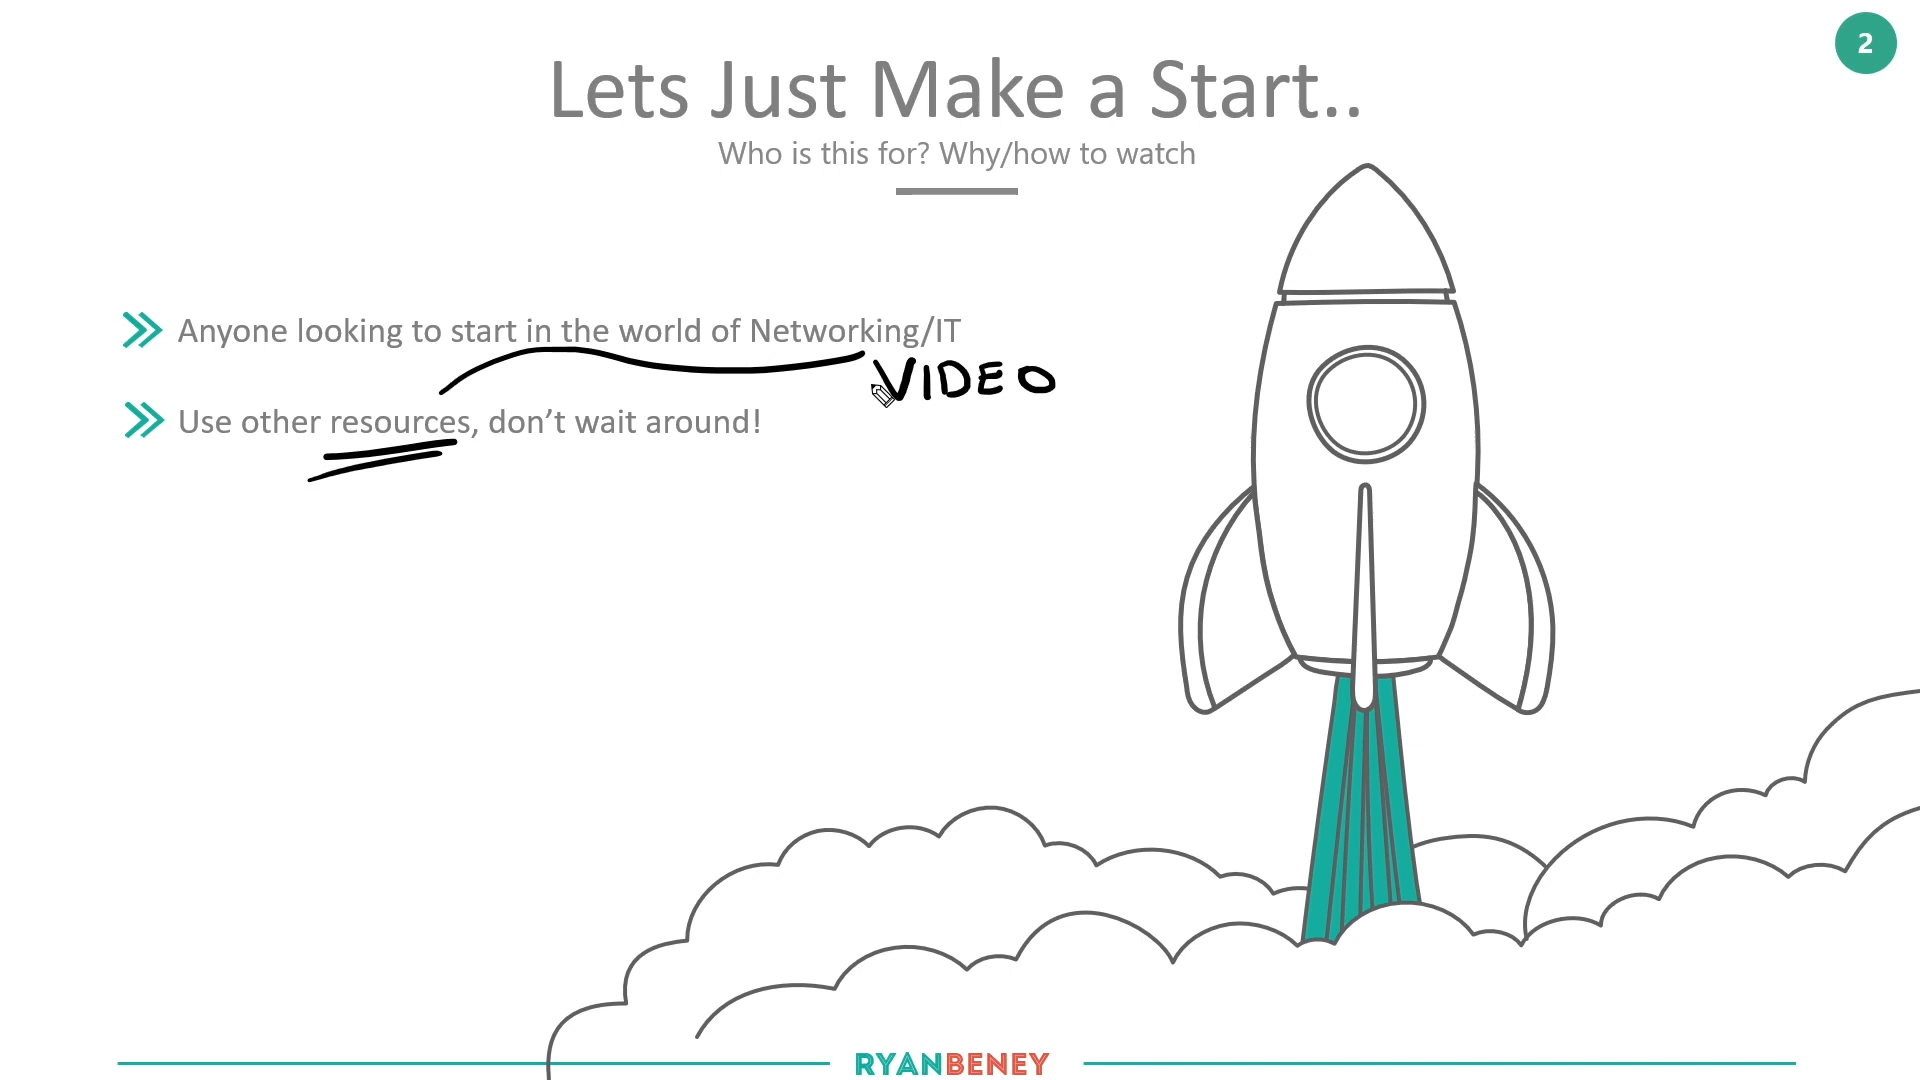 2
Lets Just Make a Start..
Who is this for? Why/how to watch
Anyone looking to start in the world of Networking/IT
VIDEO
Use other resources, don’t wait around!
RYANBENEY